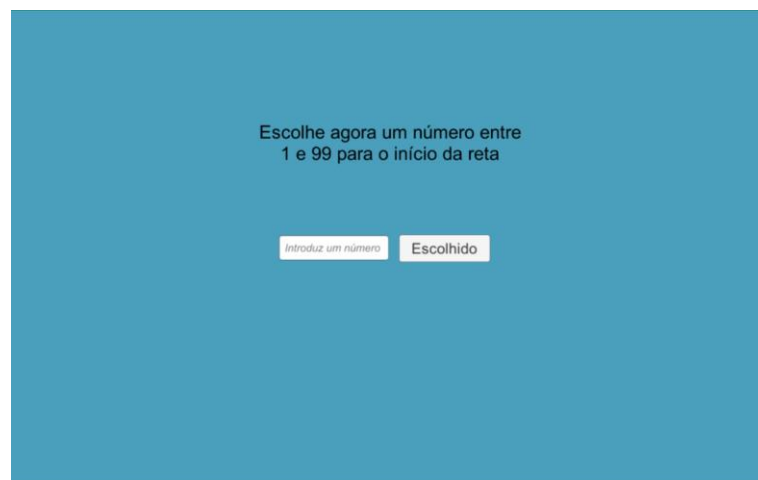 Escolhe agora um número entre
1 e 99 para o início da reta
Introduz um número
Escolhido